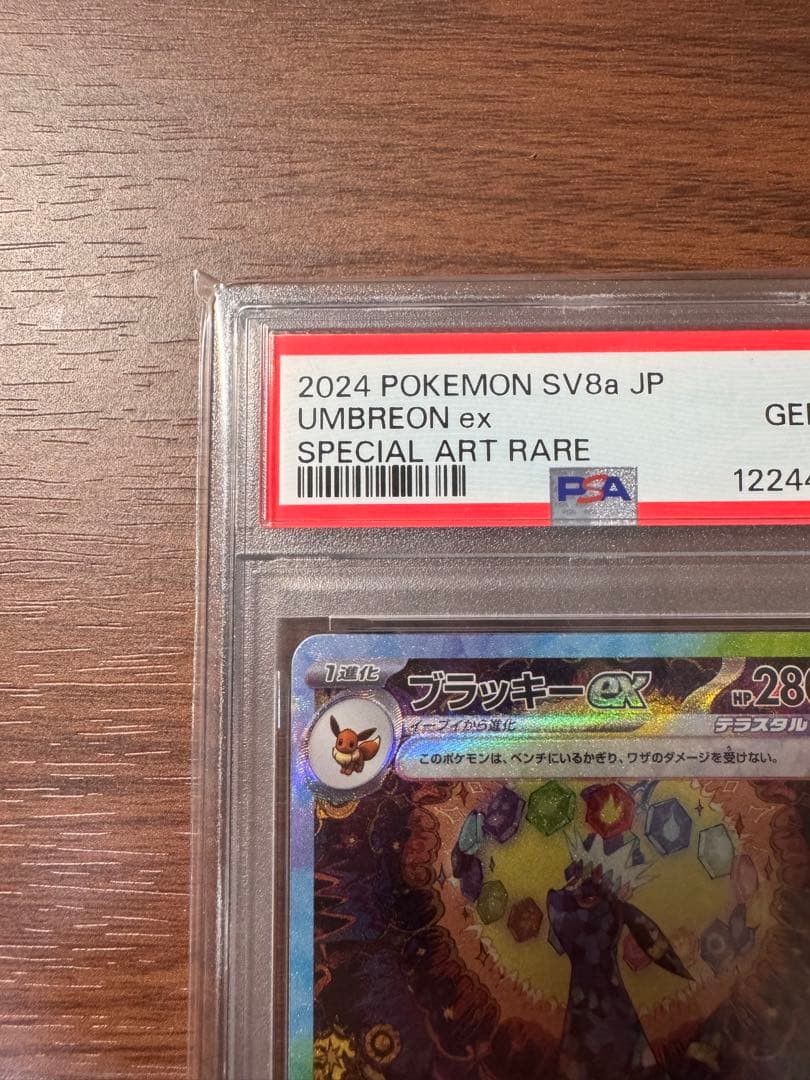 2024 POKEMON SV8a JP
UMBREON ex
GE
SPECIAL ART RARE
PSA
12244
1進化
ブラッキーex
HP 280
イーブイから進化
テラスタル
このポケモンは、ベンチにいるかぎり、ワザのダメージを受けない。